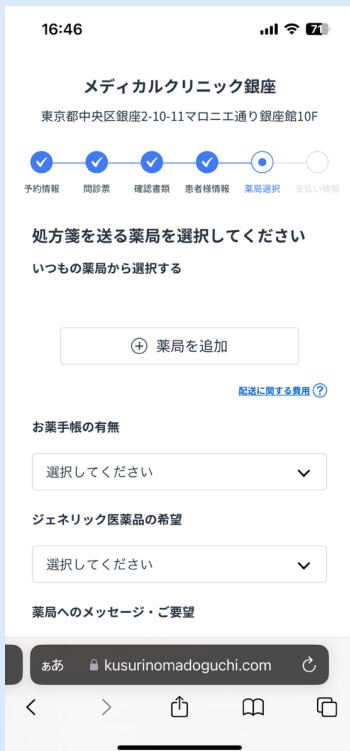 16:46
71
メディカルクリニック銀座
東京都中央区銀座2-10-11マロニエ通り銀座館10F
予約情報 問診票 確認書類 患者様情報 薬局選択 支払い情報
処方箋を送る薬局を選択してください
いつもの薬局から選択する
薬局を追加
配送に関する費用 ?
お薬手帳の有無
選択してください
ジェネリック医薬品の希望
選択してください
薬局へのメッセージ・ご要望
ぁあ kusurinomadoguchi.com